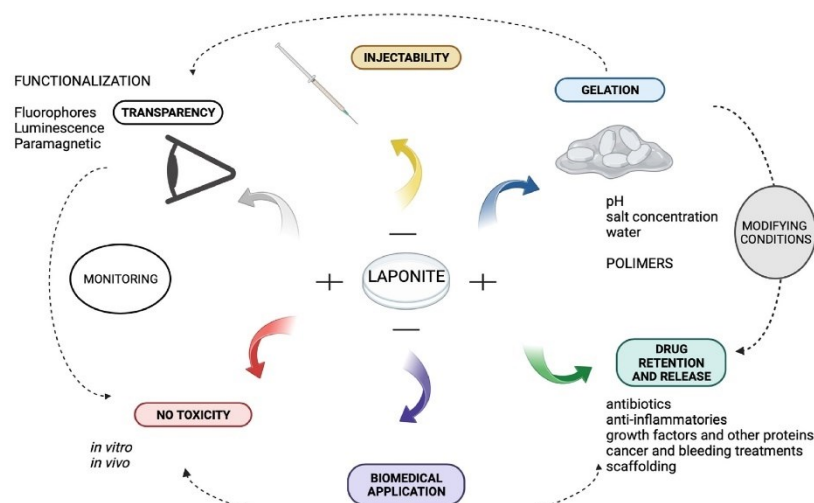 INJECTABILITY
FUNCTIONALIZATION
Fluorophores
Luminescence
Paramagnetic
TRANSPARENCY
GELATION
pH
salt concentration
water
POLIMERS
MODIFYING
CONDITIONS
MONITORING
+ LAPONITE +
DRUG
RETENTION
AND RELEASE
antibiotics
anti-inflammatories
growth factors and other proteins
cancer and bleeding treatments
scaffolding
NO TOXICITY
in vitro
in vivo
BIOMEDICAL
APPLICATION